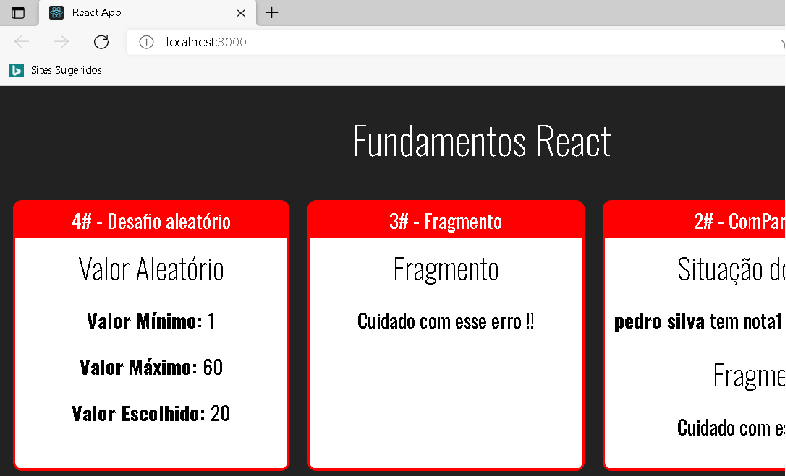 React App
localhost:3000
Sites Sugeridos
Fundamentos React
4# - Desafio aleatório
Valor Aleatório
Valor Mínimo: 1
Valor Máximo: 60
Valor Escolhido: 20
3# - Fragmento
Fragmento
Cuidado com esse erro !!
2# - ComPar
Situação d
pedro silva tem nota1
Fragme
Cuidado com e